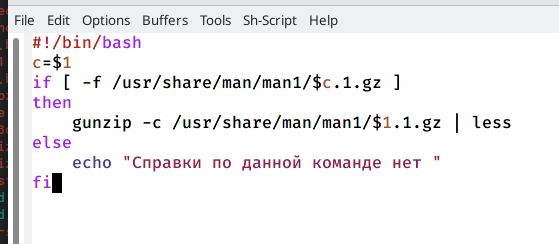 File Edit Options Buffers Tools Sh-Script Help
#!/bin/bash
c=$1
if [ -f /usr/share/man/man1/$c.1.gz ]
then
    gunzip -c /usr/share/man/man1/$1.1.gz | less
else
    echo "Справки по данной команде нет "
fi